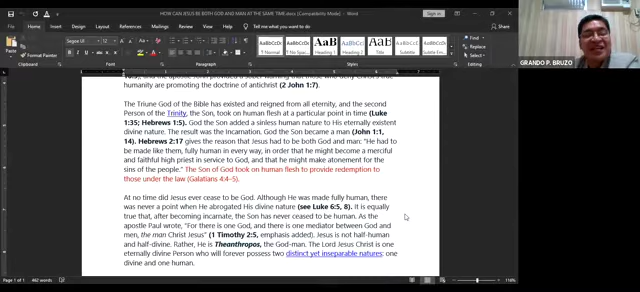 HOW CAN JESUS BE BOTH GOD AND MAN AT THE SAME TIME.docx [Compatibility Mode] - Word
Sign in
File Home Insert Draw Design Layout References Mailings Review View Help Tell me what you want to do
Format Painter
Segoe UI 12
AaBbCcDc AaBbCcDc AaB AaBbCc AaB AaBbCcD AaBbCcDc
¶ Normal ¶ No Spac... Heading 1 Heading 2 Title Subtitle Subtle Em...
Find
Replace
Select
Clipboard Font Paragraph Styles Editing
GRANDO P. BRUZO
humanity are promoting the doctrine of antichrist (2 John 1:7).
The Triune God of the Bible has existed and reigned from all eternity, and the second
Person of the Trinity, the Son, took on human flesh at a particular point in time (Luke
1:35; Hebrews 1:5). God the Son added a sinless human nature to His eternally existent
divine nature. The result was the Incarnation. God the Son became a man (John 1:1,
14). Hebrews 2:17 gives the reason that Jesus had to be both God and man: "He had to
be made like them, fully human in every way, in order that he might become a merciful
and faithful high priest in service to God, and that he might make atonement for the
sins of the people." The Son of God took on human flesh to provide redemption to
those under the law (Galatians 4:4–5).
At no time did Jesus ever cease to be God. Although He was made fully human, there
was never a point when He abrogated His divine nature (see Luke 6:5, 8). It is equally
true that, after becoming incarnate, the Son has never ceased to be human. As the
apostle Paul wrote, "For there is one God, and there is one mediator between God and
men, the man Christ Jesus" (1 Timothy 2:5, emphasis added). Jesus is not half-human
and half-divine. Rather, He is Theanthropos, the God-man. The Lord Jesus Christ is one
eternally divine Person who will forever possess two distinct yet inseparable natures: one
divine and one human.
Page 1 of 1 462 words
116%